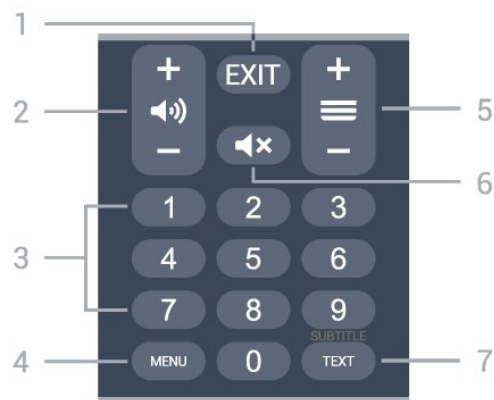 1
+ EXIT +
2 5
- -
6
1 2 3
3
4 5 6
7 8 9
SUBTITLE
4 MENU 0 TEXT 7